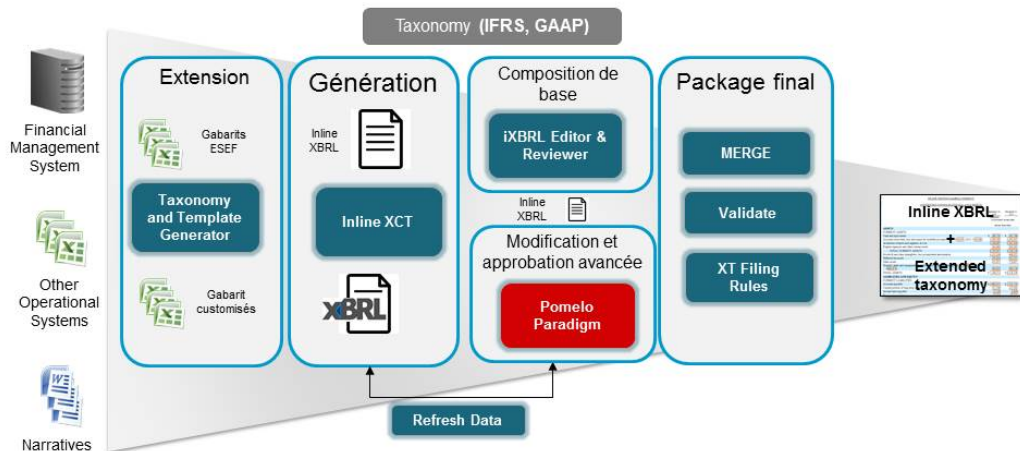 Taxonomy (IFRS, GAAP)
Financial
Management
System
Other
Operational
Systems
Narratives
Extension
Gabarits
ESEF
Taxonomy
and Template
Generator
Gabarit
customisés
Génération
Inline
XBRL
Inline XCT
XBRL
Composition de
base
iXBRL Editor &
Reviewer
Inline
XBRL
Modification et
approbation avancée
Pomelo
Paradigm
Refresh Data
Package final
MERGE
Validate
XT Filing
Rules
Inline XBRL
+
Extended
taxonomy